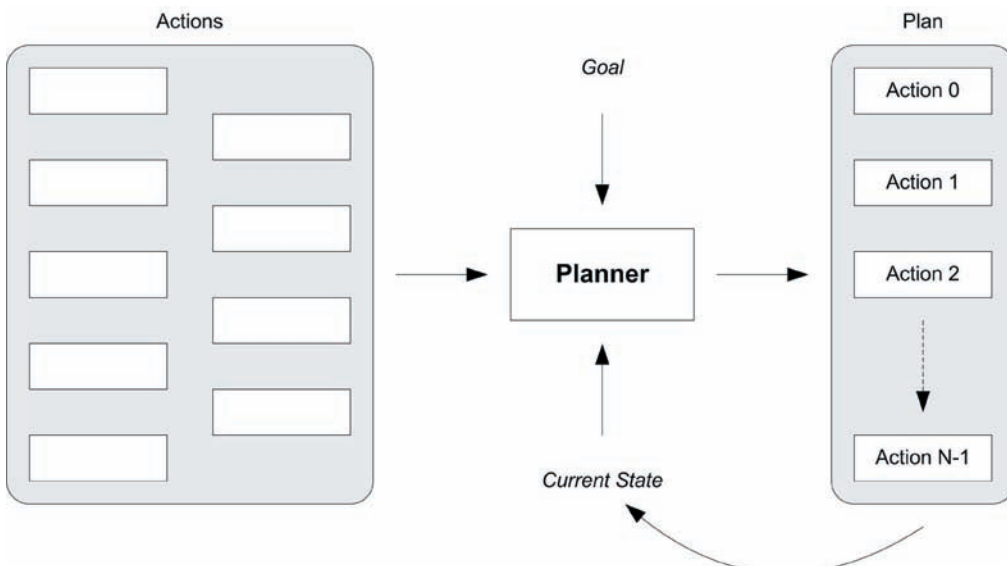 Actions
Plan
Goal
Action 0
Action 1
Planner
Action 2
Action N-1
Current State